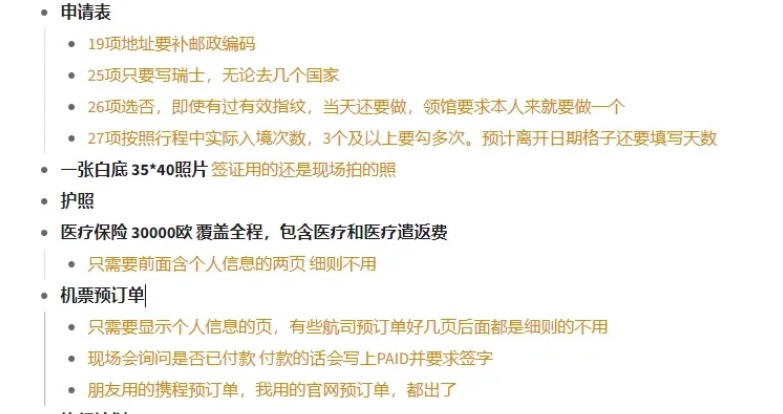 申请表
19项地址要补邮政编码
25项只要写瑞士，无论去几个国家
26项选否，即使有过有效指纹，当天还要做，领馆要求本人来就要做一个
27项按照行程中实际入境次数，3个及以上要勾多次。预计离开日期格子还要填写天数
一张白底 35*40照片 签证用的还是现场拍的照
护照
医疗保险 30000欧 覆盖全程，包含医疗和医疗遣返费
只需要前面含个人信息的两页 细则不用
机票预订单
只需要显示个人信息的页，有些航司预订单好几页后面都是细则的不用
现场会询问是否已付款 付款的话会写上PAID并要求签字
朋友用的携程预订单，我用的官网预订单，都出了